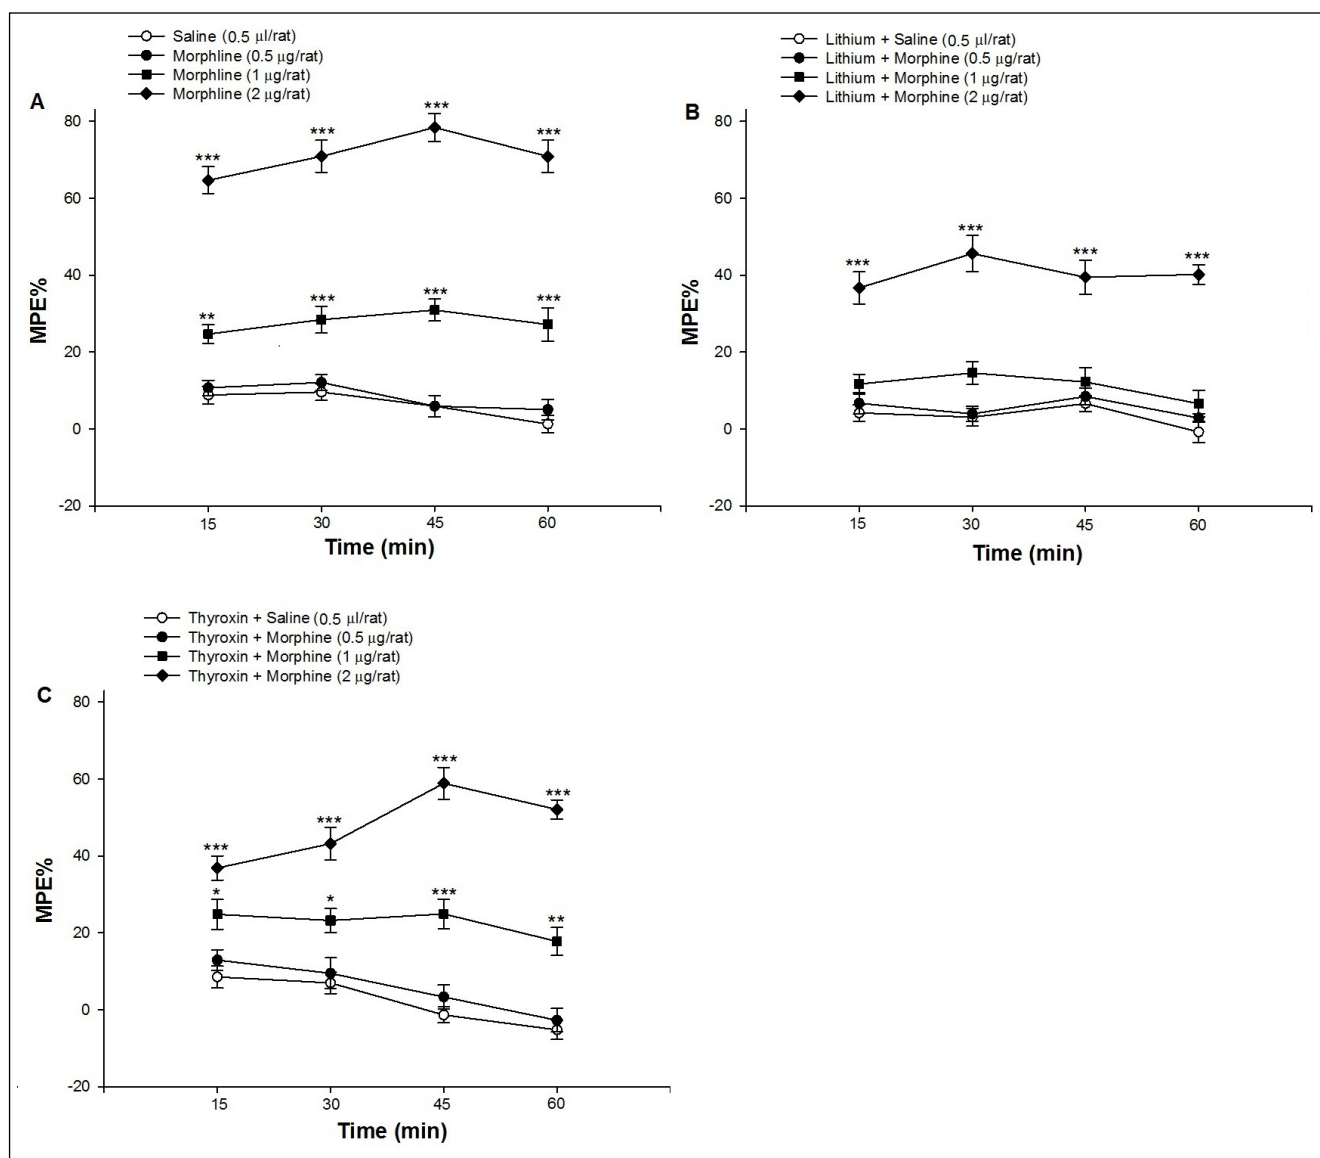 Saline (0.5 μl/rat)
Morphline (0.5 μg/rat)
Morphline (1 μg/rat)
Morphline (2 μg/rat)
A
80
60
40
20
0
-20
MPE%
***
***
***
***
**
***
***
***
15
30
45
60
Time (min)
Lithium + Saline (0.5 μl/rat)
Lithium + Morphine (0.5 μg/rat)
Lithium + Morphine (1 μg/rat)
Lithium + Morphine (2 μg/rat)
B
80
60
40
20
0
-20
MPE%
***
***
***
***
15
30
45
60
Time (min)
Thyroxin + Saline (0.5 μl/rat)
Thyroxin + Morphine (0.5 μg/rat)
Thyroxin + Morphine (1 μg/rat)
Thyroxin + Morphine (2 μg/rat)
C
80
60
40
20
0
-20
MPE%
***
***
***
***
*
*
***
**
15
30
45
60
Time (min)